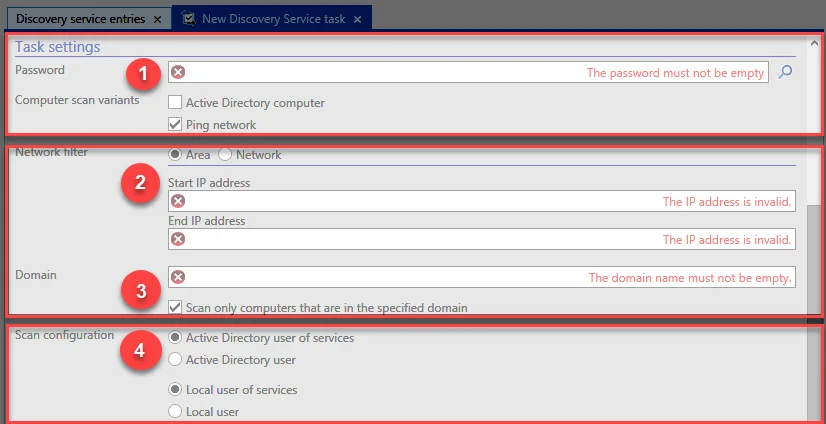 Discovery service entries × New Discovery Service task ×
Task settings
Password 1 The password must not be empty
Computer scan variants Active Directory computer
Ping network
Network filter Area Network
2 Start IP address
The IP address is invalid.
End IP address
The IP address is invalid.
Domain The domain name must not be empty.
3 Scan only computers that are in the specified domain
Scan configuration 4 Active Directory user of services
Active Directory user
Local user of services
Local user